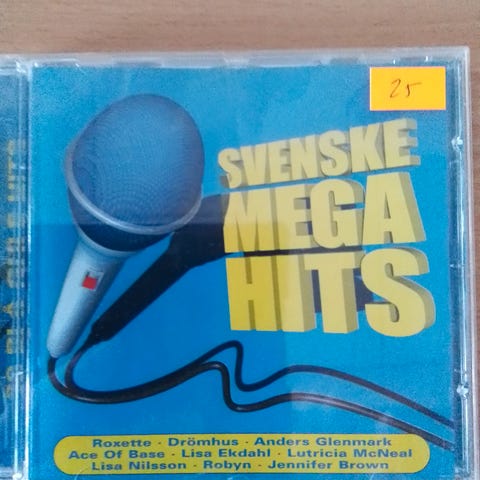 25
SVENSKE
MEGA
HITS
Roxette · Drömhus · Anders Glenmark
Ace Of Base · Lisa Ekdahl · Lutricia McNeal
Lisa Nilsson · Robyn · Jennifer Brown